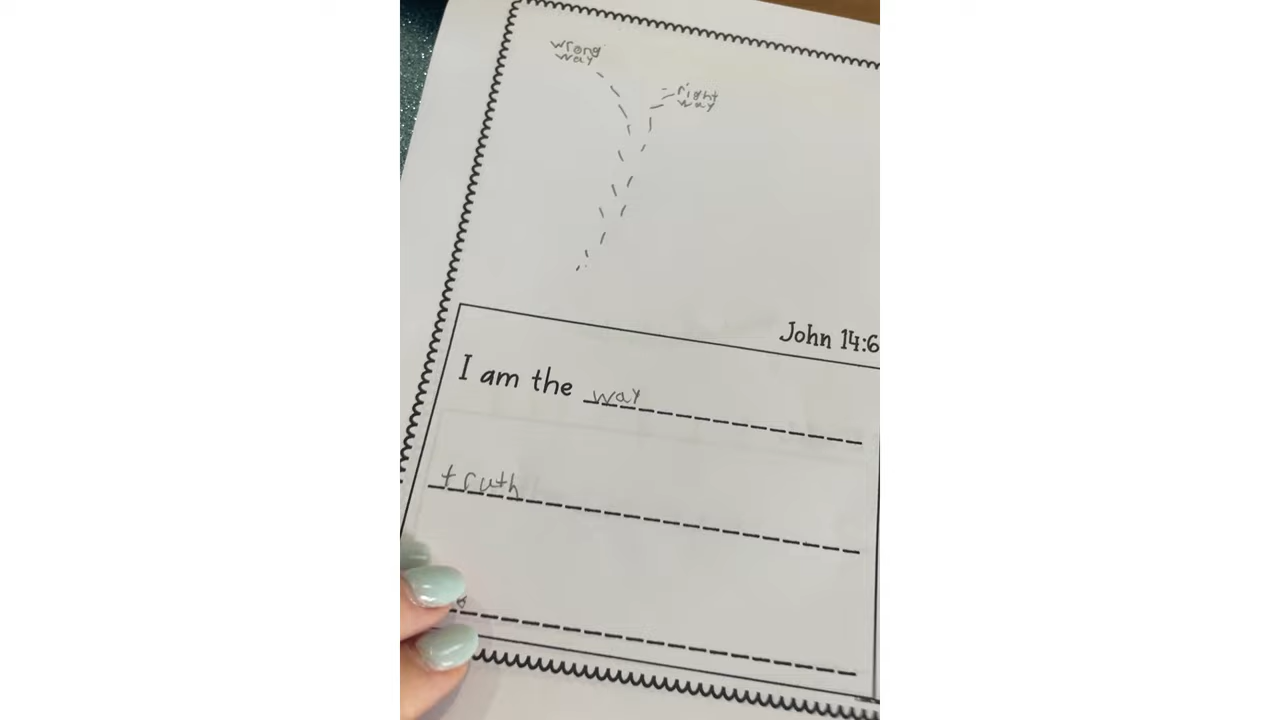 wrong
way
right
way
John 14:6
I am the way
truth